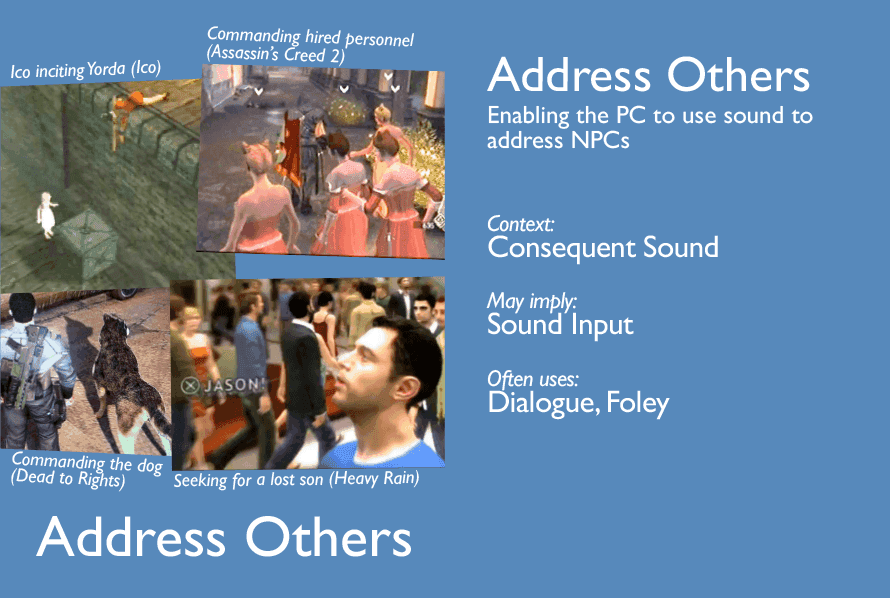 Commanding hired personnel
(Assassin's Creed 2)
Ico inciting Yorda (Ico)
JASON!
Commanding the dog
(Dead to Rights)
Seeking for a lost son (Heavy Rain)
Address Others
Address Others
Enabling the PC to use sound to
address NPCs
Context:
Consequent Sound
May imply:
Sound Input
Often uses:
Dialogue, Foley